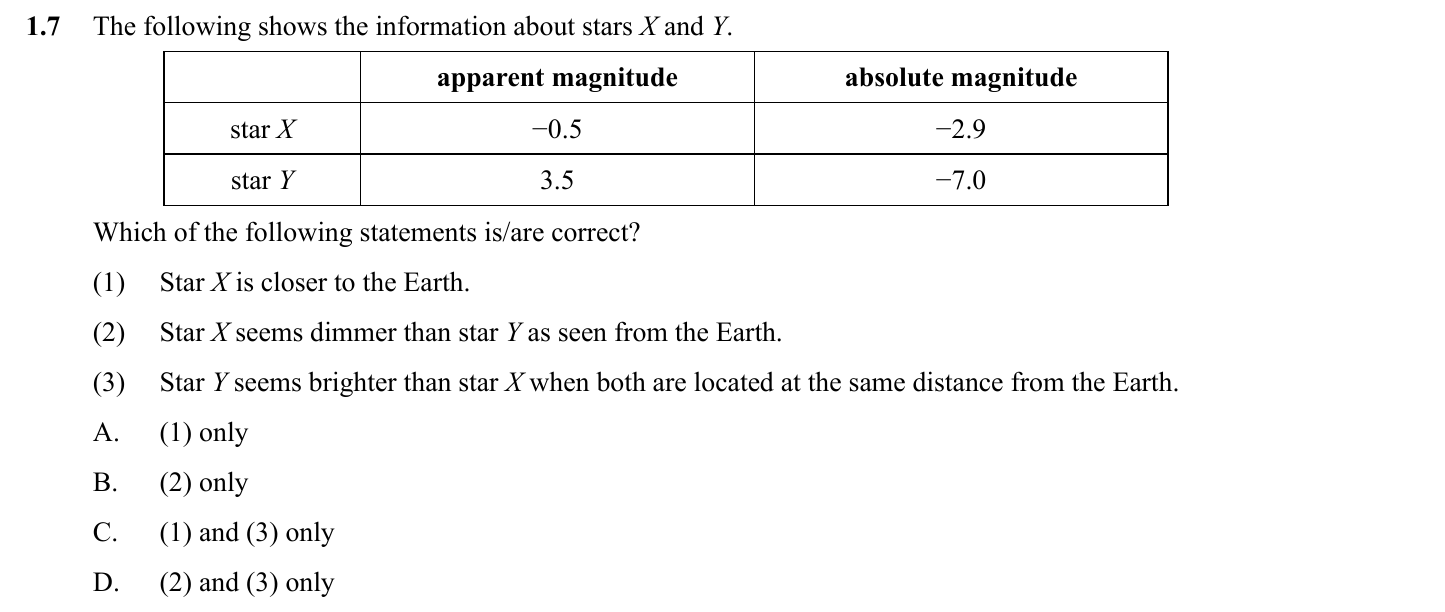 1.7 The following shows the information about stars X and Y.
apparent magnitude absolute magnitude
star X −0.5 −2.9
star Y 3.5 −7.0
Which of the following statements is/are correct?
(1) Star X is closer to the Earth.
(2) Star X seems dimmer than star Y as seen from the Earth.
(3) Star Y seems brighter than star X when both are located at the same distance from the Earth.
A. (1) only
B. (2) only
C. (1) and (3) only
D. (2) and (3) only